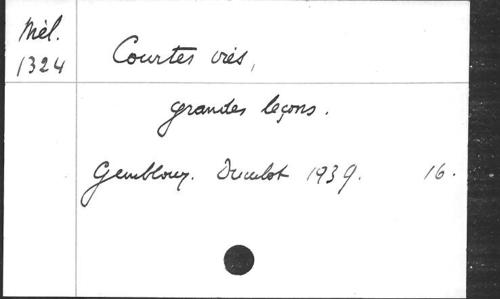 Mél.
1324
Courtes vies,
grandes leçons.
Gembloux. Duculot 1939. 16.